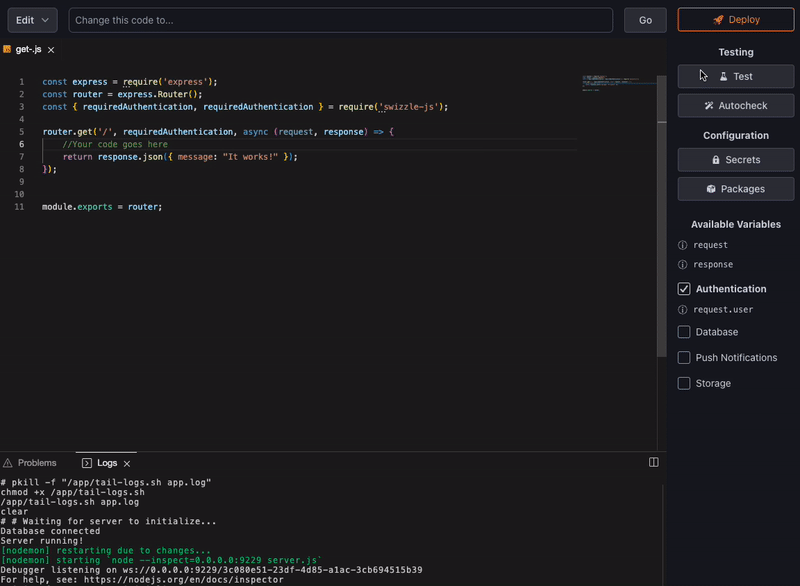 Edit
Change this code to...
Go
Deploy
get-.js
Testing
Test
Autocheck
Configuration
Secrets
Packages
Available Variables
request
response
Authentication
request.user
Database
Push Notifications
Storage
1 const express = require('express');
2 const router = express.Router();
3 const { requiredAuthentication, requiredAuthentication } = require('swizzle-js');
4
5 router.get('/', requiredAuthentication, async (request, response) => {
6 //Your code goes here
7 return response.json({ message: "It works!" });
8 });
9
10
11 module.exports = router;
Problems
Logs
# pkill -f "/app/tail-logs.sh app.log"
chmod +x /app/tail-logs.sh
/app/tail-logs.sh app.log
clear
# # Waiting for server to initialize...
Database connected
Server running!
[nodemon] restarting due to changes...
[nodemon] starting `node --inspect=0.0.0.0:9229 server.js`
Debugger listening on ws://0.0.0.0:9229/3c080e51-23df-4d85-a1ac-3cb694515b39
For help, see: https://nodejs.org/en/docs/inspector